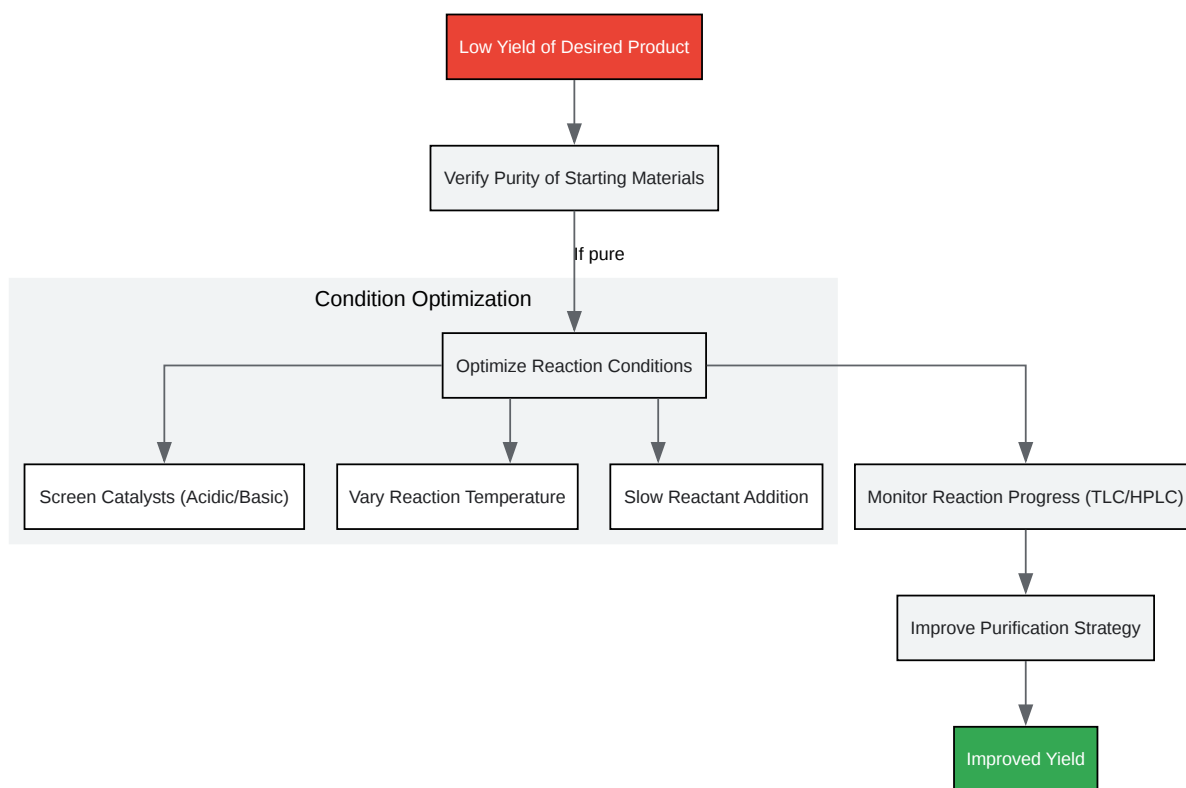 Low Yield of Desired Product
Verify Purity of Starting Materials
If pure
Condition Optimization
Optimize Reaction Conditions
Screen Catalysts (Acidic/Basic)
Vary Reaction Temperature
Slow Reactant Addition
Monitor Reaction Progress (TLC/HPLC)
Improve Purification Strategy
Improved Yield